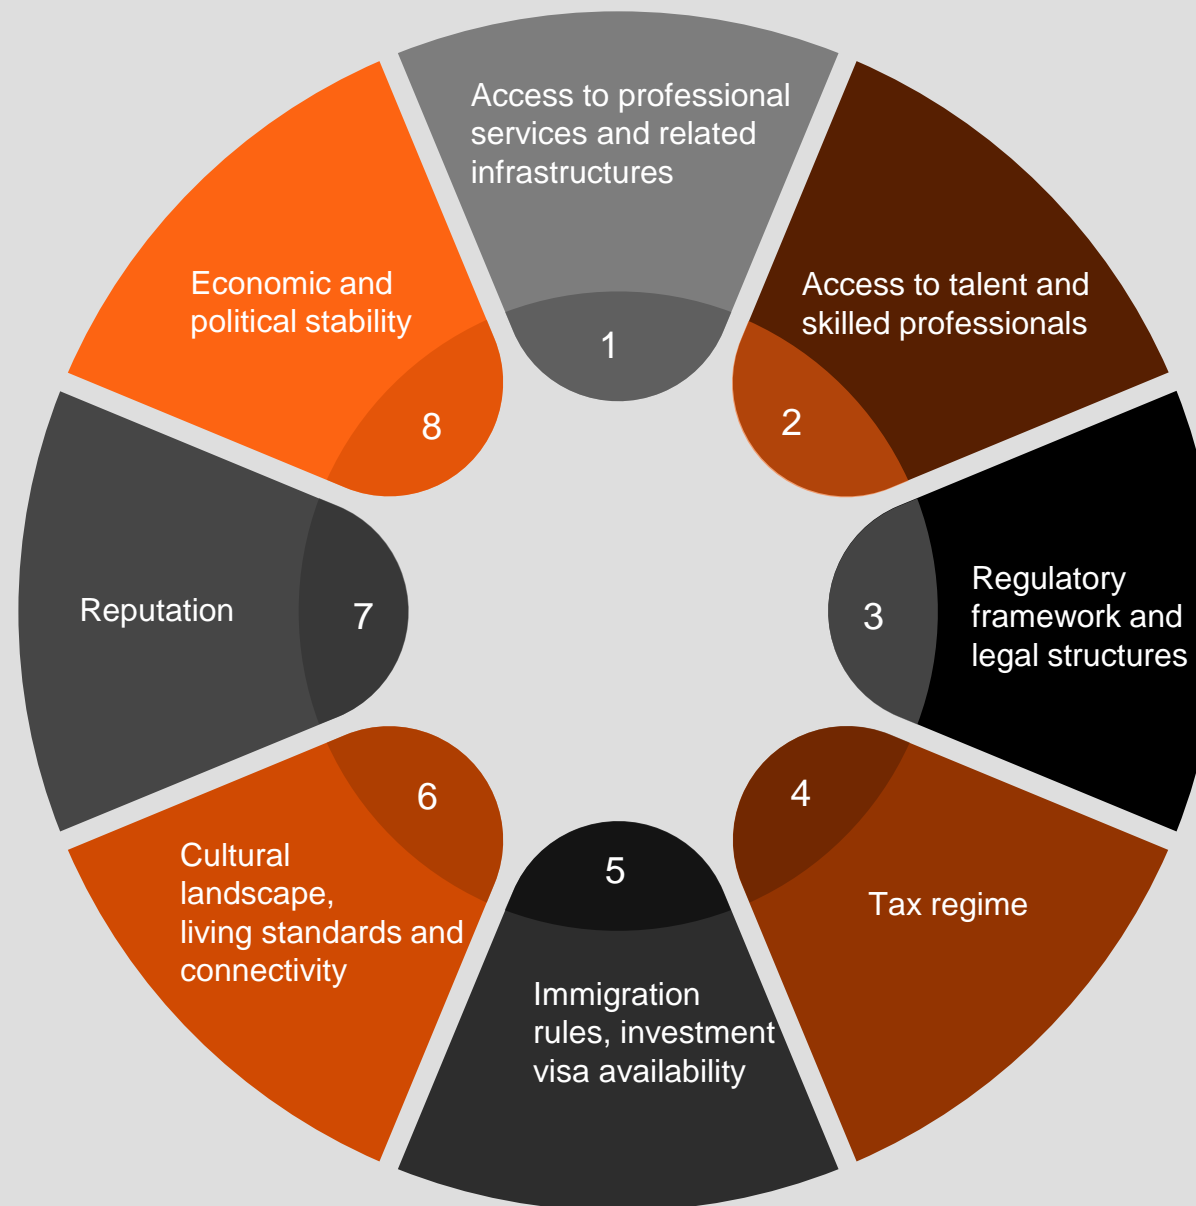 Access to professional
services and related
infrastructures
1
Access to talent and
skilled professionals
2
Regulatory
framework and
legal structures
3
Tax regime
4
Immigration
rules, investment
visa availability
5
Cultural
landscape,
living standards and
connectivity
6
Reputation
7
Economic and
political stability
8